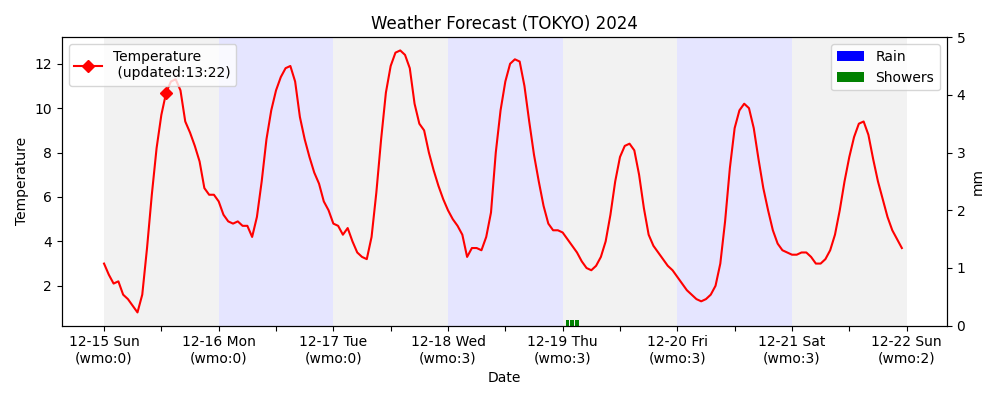 Weather Forecast (TOKYO) 2024
Temperature
(updated:13:22)
Rain
Showers
Temperature
12
10
8
6
4
2
5
4
3
2
1
0
mm
12-15 Sun
(wmo:0)
12-16 Mon
(wmo:0)
12-17 Tue
(wmo:0)
12-18 Wed
(wmo:3)
12-19 Thu
(wmo:3)
12-20 Fri
(wmo:3)
12-21 Sat
(wmo:3)
12-22 Sun
(wmo:2)
Date